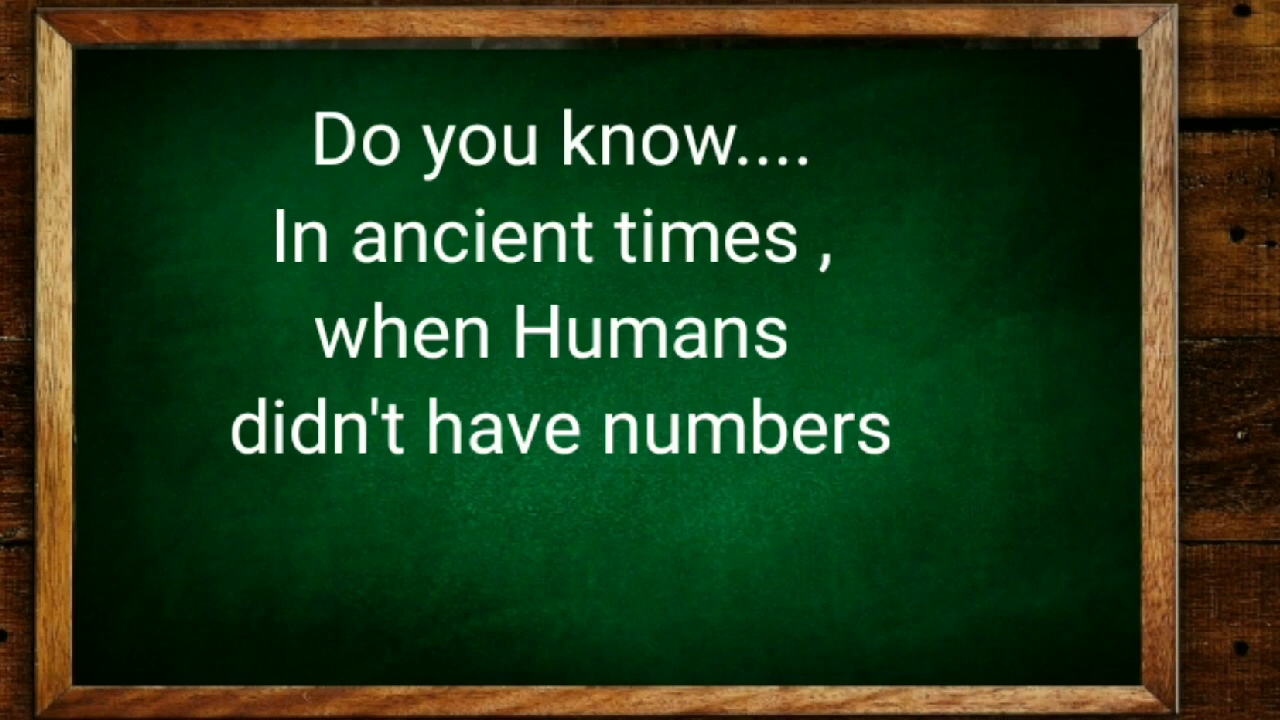 Do you know....
In ancient times ,
when Humans
didn't have numbers